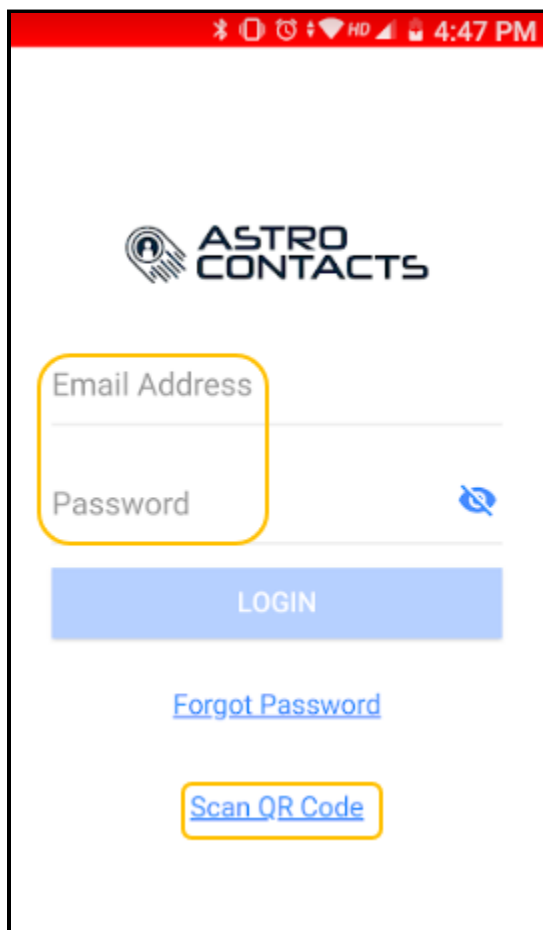 HD 4:47 PM
ASTRO
CONTACTS
Email Address
Password
LOGIN
Forgot Password
Scan QR Code